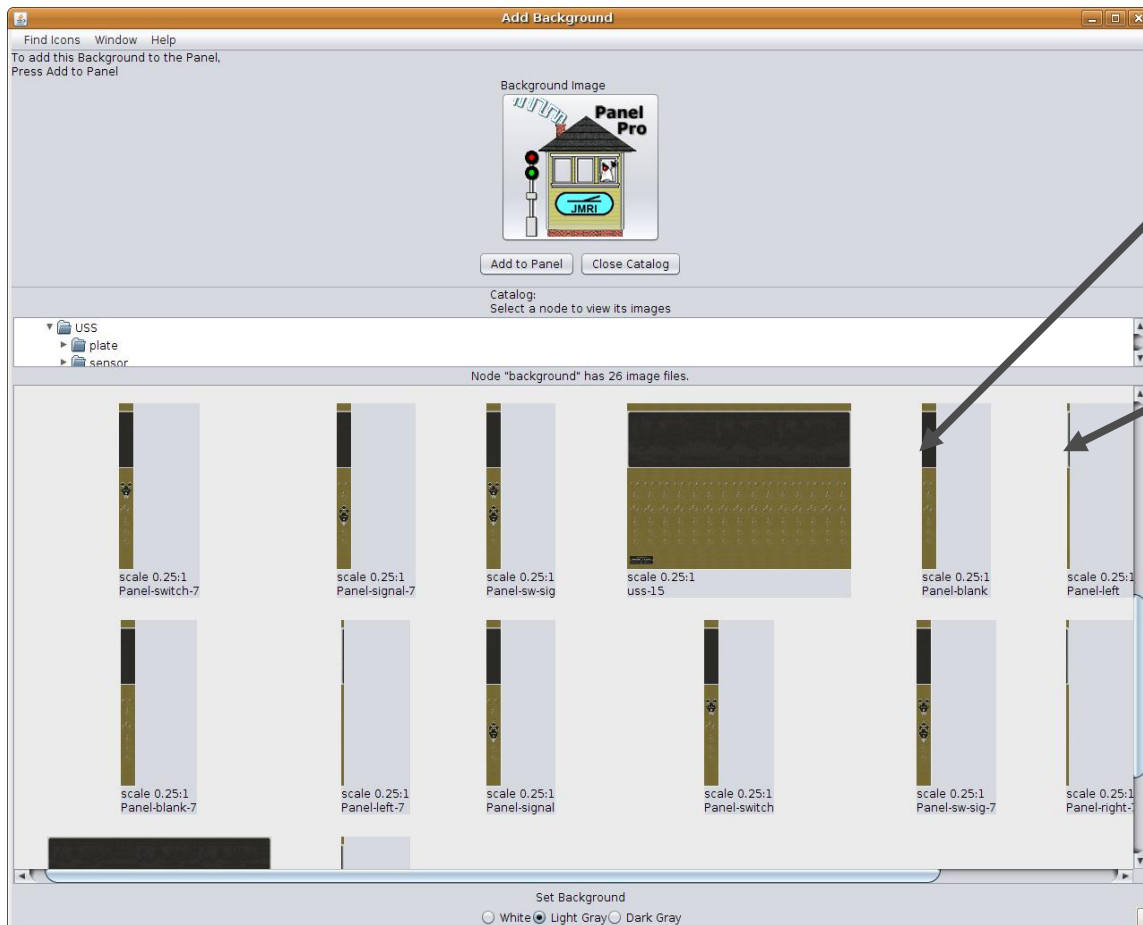 Add Background
Find Icons Window Help
To add this Background to the Panel,
Press Add to Panel
Background Image
Panel
Pro
JMRI
Add to Panel Close Catalog
Catalog:
Select a node to view its images
USS
plate
sensor
Node "background" has 26 image files.
scale 0.25:1 scale 0.25:1 scale 0.25:1 scale 0.25:1 scale 0.25:1 scale 0.25:1
Panel-switch-7 Panel-signal-7 Panel-sw-sig uss-15 Panel-blank Panel-left
scale 0.25:1 scale 0.25:1 scale 0.25:1 scale 0.25:1 scale 0.25:1 scale 0.25:1
Panel-blank-7 Panel-left-7 Panel-signal Panel-switch Panel-sw-sig-7 Panel-right-
Set Background
White Light Gray Dark Gray